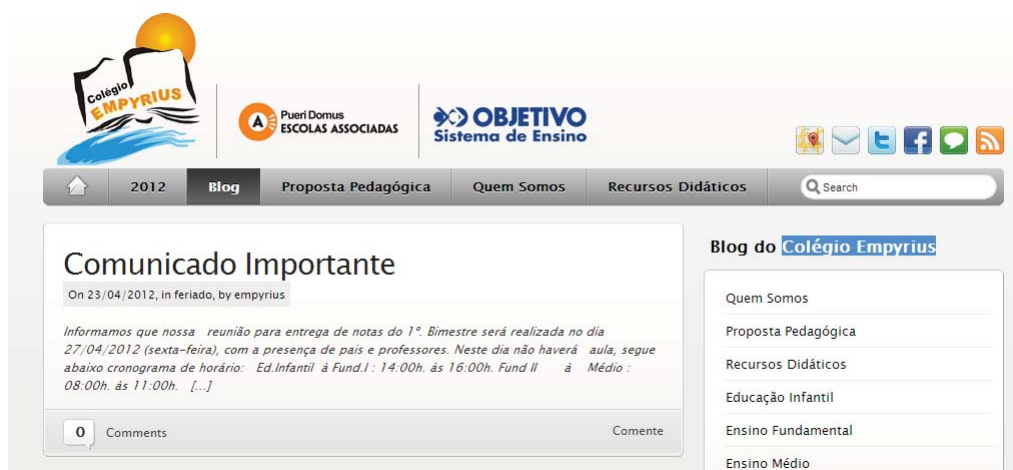 Colégio
EMPYRIUS
A
Pueri Domus
ESCOLAS ASSOCIADAS
OBJETIVO
Sistema de Ensino
2012
Blog
Proposta Pedagógica
Quem Somos
Recursos Didáticos
Search
Comunicado Importante
On 23/04/2012, in feriado, by empyrius
Informamos que nossa reunião para entrega de notas do 1º. Bimestre será realizada no dia
27/04/2012 (sexta-feira), com a presença de pais e professores. Neste dia não haverá aula, segue
abaixo cronograma de horário: Ed.Infantil à Fund.I : 14:00h. às 16:00h. Fund II à Médio :
08:00h. às 11:00h. [...]
0 Comments
Comente
Blog do Colégio Empyrius
Quem Somos
Proposta Pedagógica
Recursos Didáticos
Educação Infantil
Ensino Fundamental
Ensino Médio